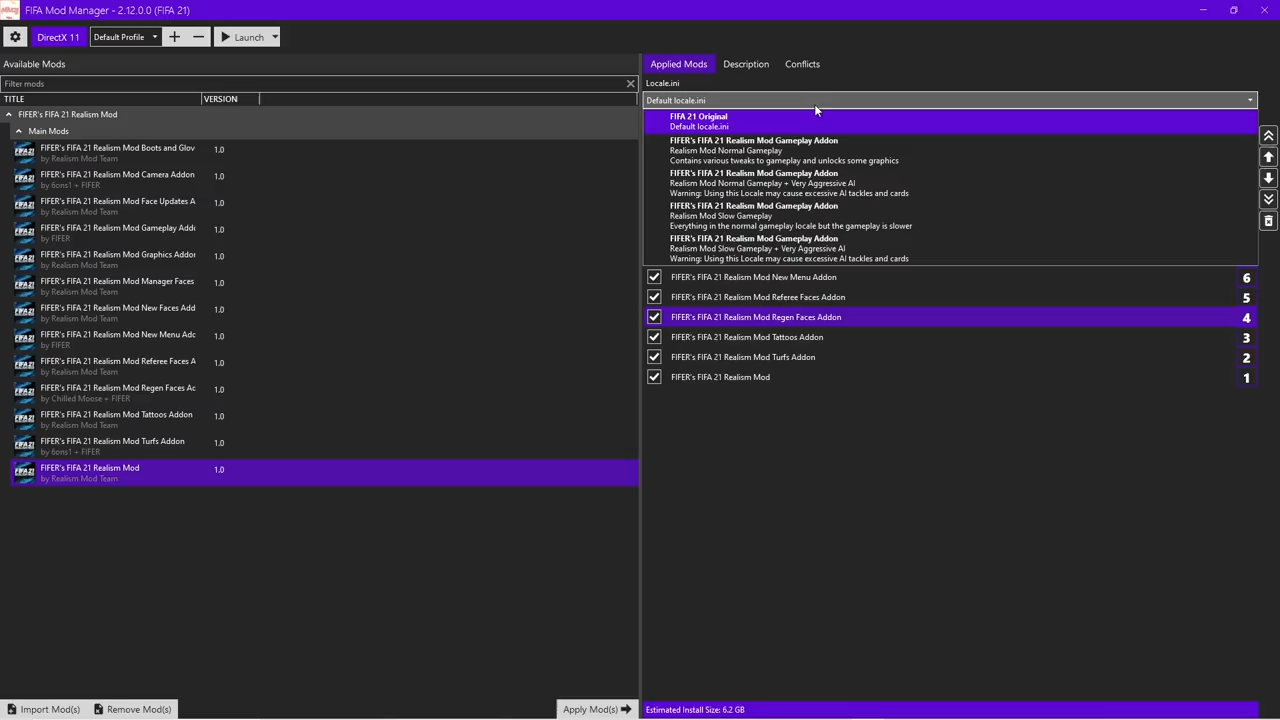 FIFA Mod Manager - 2.12.0.0 (FIFA 21)
DirectX 11
Default Profile
Launch
Available Mods
Filter mods
TITLE VERSION
FIFER's FIFA 21 Realism Mod
Main Mods
FIFER's FIFA 21 Realism Mod Boots and Glov 1.0
by Realism Mod Team
FIFER's FIFA 21 Realism Mod Camera Addon 1.0
by 6ons1 + FIFER
FIFER's FIFA 21 Realism Mod Face Updates A 1.0
by Realism Mod Team
FIFER's FIFA 21 Realism Mod Gameplay Addo 1.0
by FIFER
FIFER's FIFA 21 Realism Mod Graphics Addon 1.0
by Realism Mod Team
FIFER's FIFA 21 Realism Mod Manager Faces 1.0
by Realism Mod Team
FIFER's FIFA 21 Realism Mod New Faces Add 1.0
by Realism Mod Team
FIFER's FIFA 21 Realism Mod New Menu Add 1.0
by FIFER
FIFER's FIFA 21 Realism Mod Referee Faces A 1.0
by Realism Mod Team
FIFER's FIFA 21 Realism Mod Regen Faces Ac 1.0
by Chilled Moose + FIFER
FIFER's FIFA 21 Realism Mod Tattoos Addon 1.0
by Realism Mod Team
FIFER's FIFA 21 Realism Mod Turfs Addon 1.0
by 6ons1 + FIFER
FIFER's FIFA 21 Realism Mod 1.0
by Realism Mod Team
Import Mod(s) Remove Mod(s) Apply Mod(s)
Applied Mods Description Conflicts
Locale.ini
Default locale.ini
FIFA 21 Original
Default locale.ini
FIFER's FIFA 21 Realism Mod Gameplay Addon
Realism Mod Normal Gameplay
Contains various tweaks to gameplay and unlocks some graphics
FIFER's FIFA 21 Realism Mod Gameplay Addon
Realism Mod Normal Gameplay + Very Aggressive AI
Warning: Using this Locale may cause excessive AI tackles and cards
FIFER's FIFA 21 Realism Mod Gameplay Addon
Realism Mod Slow Gameplay
Everything in the normal gameplay locale but the gameplay is slower
FIFER's FIFA 21 Realism Mod Gameplay Addon
Realism Mod Slow Gameplay + Very Aggressive AI
Warning: Using this Locale may cause excessive AI tackles and cards
FIFER's FIFA 21 Realism Mod New Menu Addon 6
FIFER's FIFA 21 Realism Mod Referee Faces Addon 5
FIFER's FIFA 21 Realism Mod Regen Faces Addon 4
FIFER's FIFA 21 Realism Mod Tattoos Addon 3
FIFER's FIFA 21 Realism Mod Turfs Addon 2
FIFER's FIFA 21 Realism Mod 1
Estimated Install Size: 6.2 GB